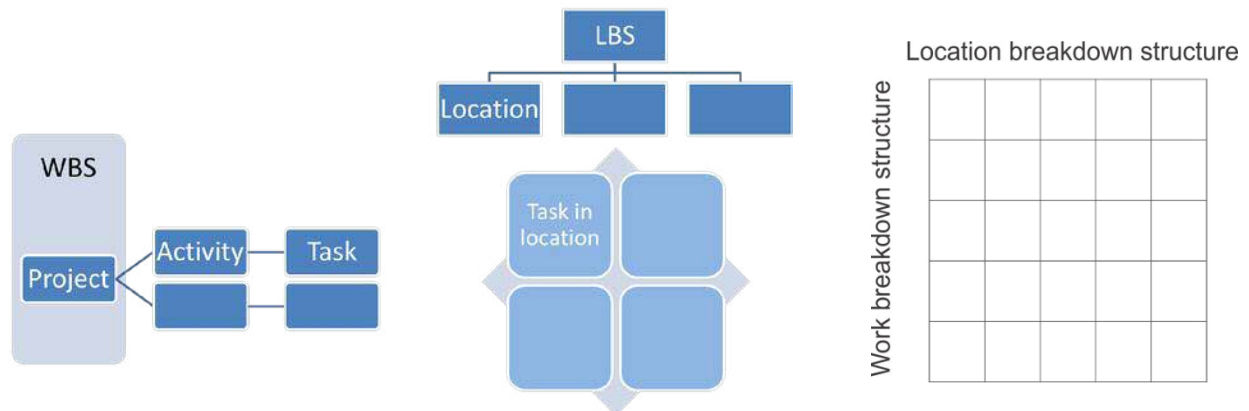 WBS
Project
Activity
Task
LBS
Location
Task in
location
Location breakdown structure
Work breakdown structure